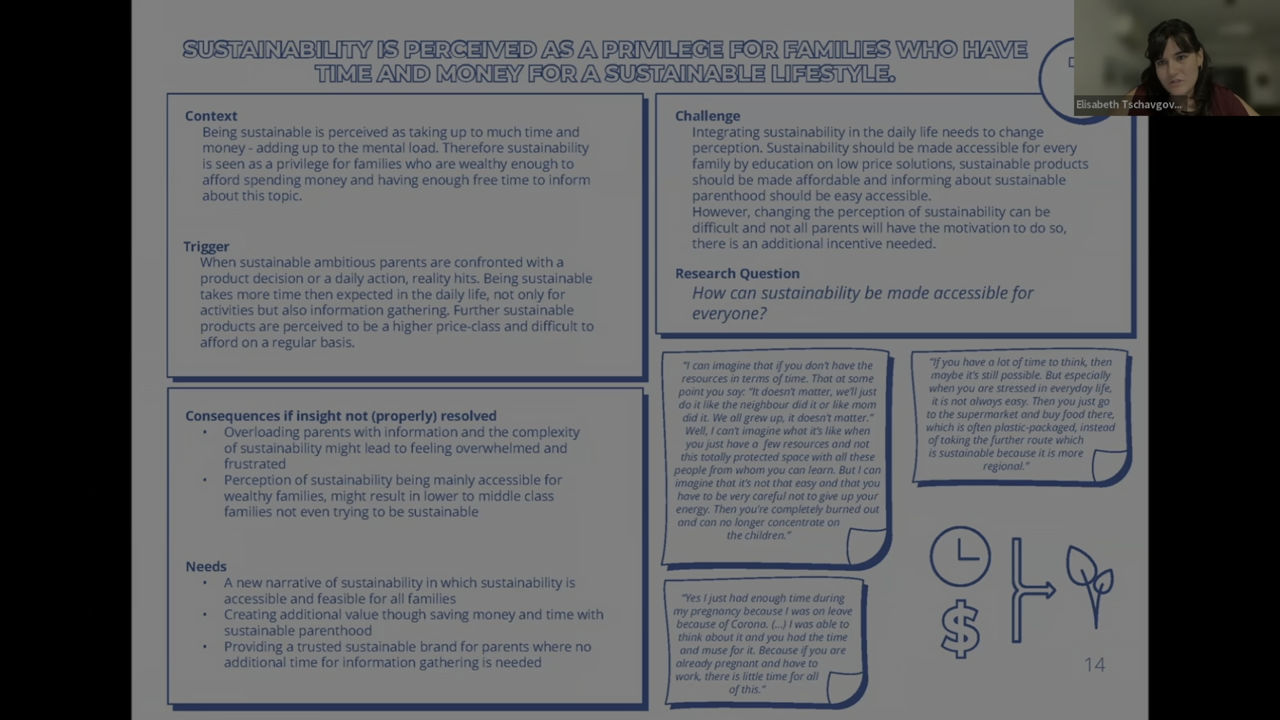 SUSTAINABILITY IS PERCEIVED AS A PRIVILEGE FOR FAMILIES WHO HAVE
TIME AND MONEY FOR A SUSTAINABLE LIFESTYLE.
Elisabeth Tschavgov...
Context
Being sustainable is perceived as taking up to much time and
money - adding up to the mental load. Therefore sustainability
is seen as a privilege for families who are wealthy enough to
afford spending money and having enough free time to inform
about this topic.
Trigger
When sustainable ambitious parents are confronted with a
product decision or a daily action, reality hits. Being sustainable
takes more time then expected in the daily life, not only for
activities but also information gathering. Further sustainable
products are perceived to be a higher price-class and difficult to
afford on a regular basis.
Challenge
Integrating sustainability in the daily life needs to change
perception. Sustainability should be made accessible for every
family by education on low price solutions, sustainable products
should be made affordable and informing about sustainable
parenthood should be easy accessible.
However, changing the perception of sustainability can be
difficult and not all parents will have the motivation to do so,
there is an additional incentive needed.
Research Question
How can sustainability be made accessible for
everyone?
Consequences if insight not (properly) resolved
• Overloading parents with information and the complexity
of sustainability might lead to feeling overwhelmed and
frustrated
• Perception of sustainability being mainly accessible for
wealthy families, might result in lower to middle class
families not even trying to be sustainable
Needs
• A new narrative of sustainability in which sustainability is
accessible and feasible for all families
• Creating additional value though saving money and time with
sustainable parenthood
• Providing a trusted sustainable brand for parents where no
additional time for information gathering is needed
"I can imagine that if you don't have the
resources in terms of time. That at some
point you say: "It doesn't matter, we'll just
do it like the neighbour did it or like mom
did it. We all grew up, it doesn't matter."
Well, I can't imagine what it's like when
you just have a few resources and not
this totally protected space with all these
people from whom you can learn. But I can
imagine that it's not that easy and that you
have to be very careful not to give up your
energy. Then you're completely burned out
and can no longer concentrate on
the children."
"If you have a lot of time to think, then
maybe it's still possible. But especially
when you are stressed in everyday life,
it is not always easy. Then you just go
to the supermarket and buy food there,
which is often plastic-packaged, instead
of taking the further route which
is sustainable because it is more
regional."
"Yes I just had enough time during
my pregnancy because I was on leave
because of Corona. (...) I was able to
think about it and you had the time
and muse for it. Because if you are
already pregnant and have to
work, there is little time for all
of this."
$
14